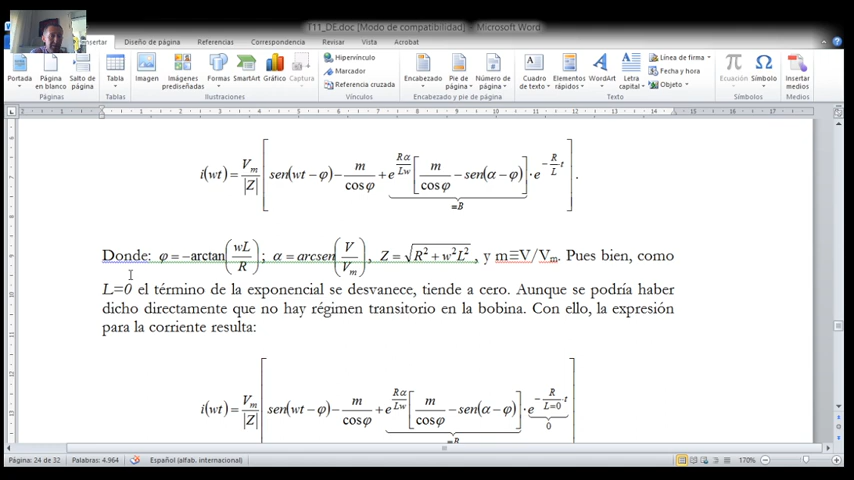 T11_DE.doc [Modo de compatibilidad] - Microsoft Word
Insertar Diseño de página Referencias Correspondencia Revisar Vista Acrobat
Portada
Página en blanco
Salto de página
Páginas
Tabla
Tablas
Imagen
Imágenes prediseñadas
Formas
SmartArt
Gráfico
Captura
Ilustraciones
Hipervínculo
Marcador
Referencia cruzada
Vínculos
Encabezado
Pie de página
Número de página
Encabezado y pie de página
Cuadro de texto
Elementos rápidos
WordArt
Letra capital
Línea de firma
Fecha y hora
Objeto
Texto
Ecuación
Símbolo
Símbolos
Insertar medios
Medios
i(wt) = V_m/|Z| [ sen(wt − φ) − m/cos φ + e^{Rα/Lw} [ m/cos φ − sen(α − φ) ] · e^{−(R/L)t} ] .
=B
Donde: φ = −arctan(wL/R) ; α = arcsen(V/V_m) , Z = √(R² + w²L²) , y m≡V/V_m. Pues bien, como
L=0 el término de la exponencial se desvanece, tiende a cero. Aunque se podría haber
dicho directamente que no hay régimen transitorio en la bobina. Con ello, la expresión
para la corriente resulta:
i(wt) = V_m/|Z| [ sen(wt − φ) − m/cos φ + e^{Rα/Lw} [ m/cos φ − sen(α − φ) ] · e^{−(R/L=0)t} ]
0
Página: 24 de 32 Palabras: 4.964 Español (alfab. internacional) 170%